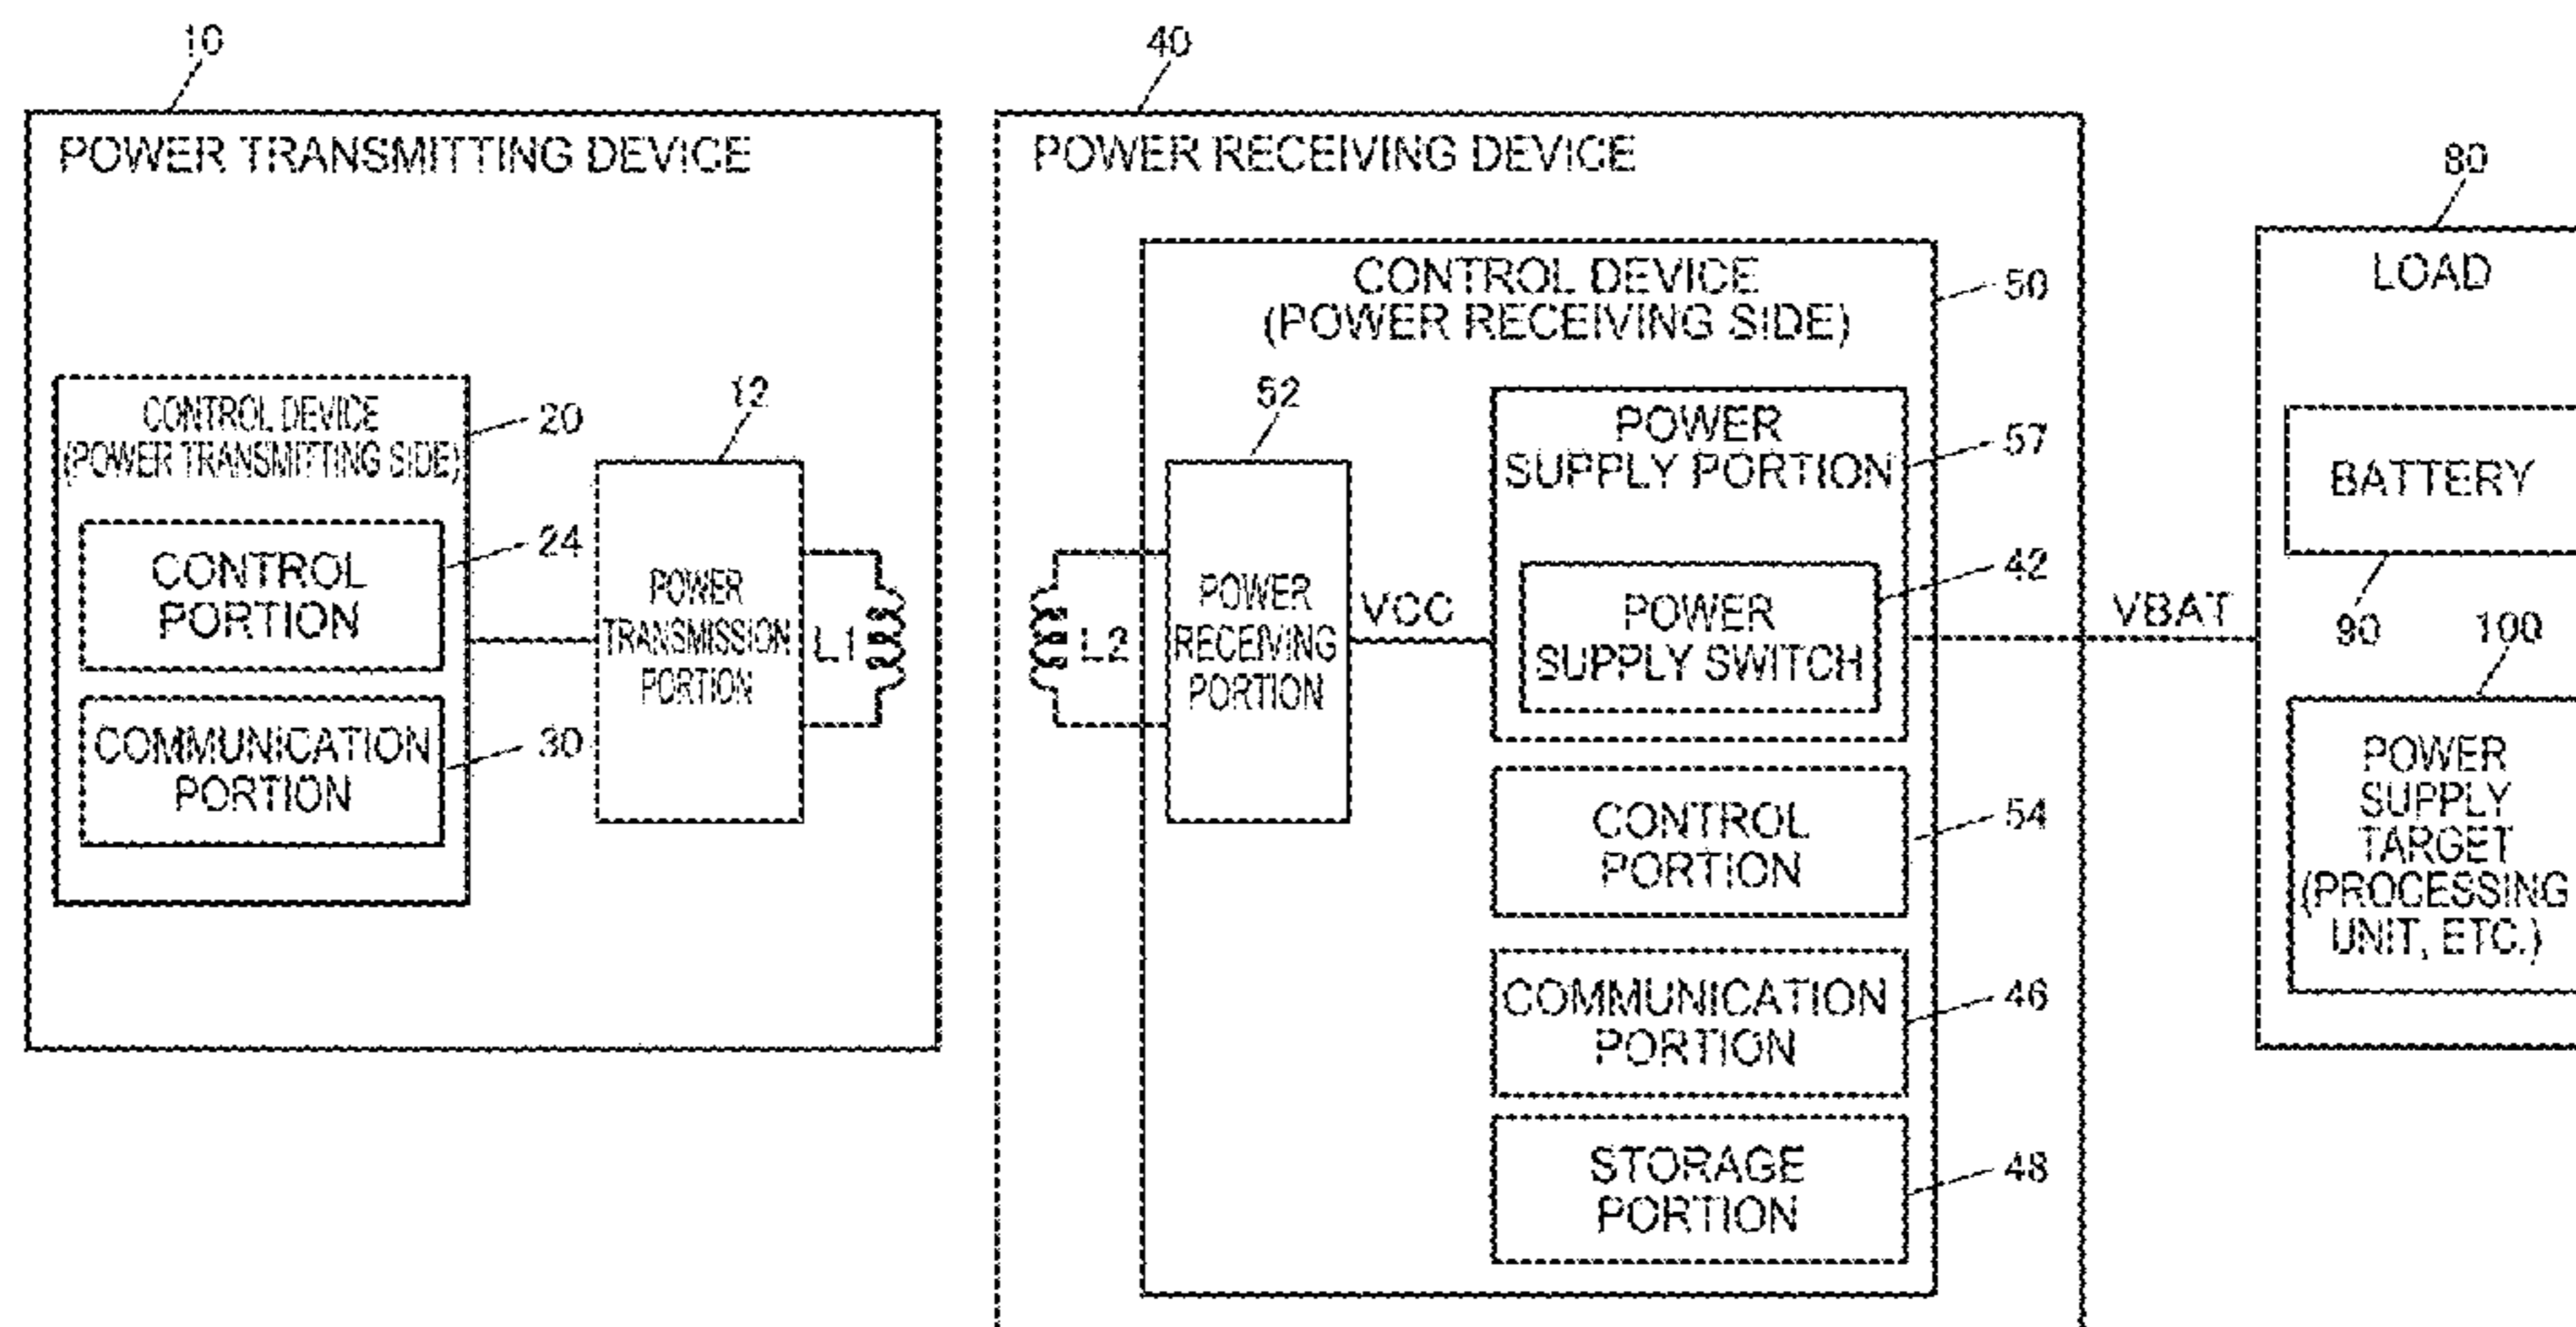 10
POWER TRANSMITTING DEVICE
CONTROL DEVICE
(POWER TRANSMITTING SIDE)
20
CONTROL
PORTION
24
COMMUNICATION
PORTION
30
12
POWER
TRANSMISSION
PORTION
L1
40
POWER RECEIVING DEVICE
CONTROL DEVICE
(POWER RECEIVING SIDE)
50
L2
52
POWER
RECEIVING
PORTION
VCC
POWER
SUPPLY PORTION
57
POWER
SUPPLY SWITCH
42
CONTROL
PORTION
54
COMMUNICATION
PORTION
46
STORAGE
PORTION
48
VBAT
80
LOAD
BATTERY
90
100
POWER
SUPPLY
TARGET
(PROCESSING
UNIT, ETC.)